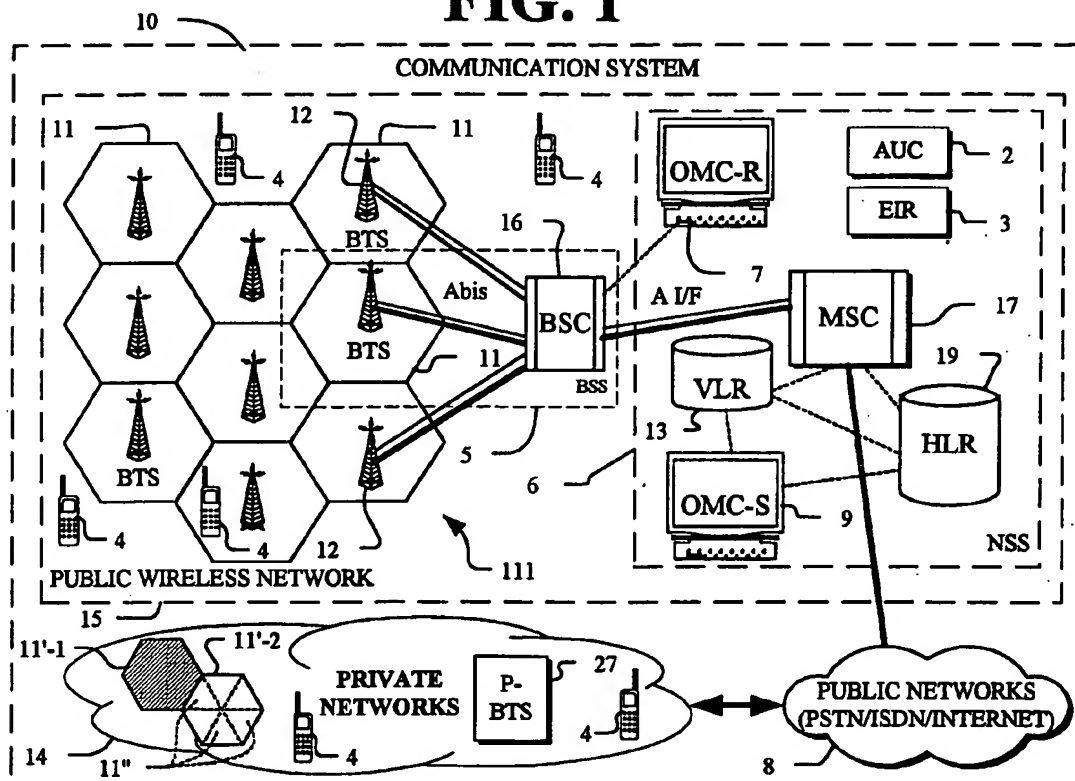 FIG. 1
10
COMMUNICATION SYSTEM
11
12
11
4
4
OMC-R
AUC
2
EIR
3
BTS
16
7
Abis
BSC
A I/F
MSC
17
BTS
11
BSS
VLR
19
13
HLR
BTS
5
6
OMC-S
9
4
4
12
111
NSS
PUBLIC WIRELESS NETWORK
15
11'-1
11'-2
PRIVATE
NETWORKS
P-
BTS
27
PUBLIC NETWORKS
(PSTN/ISDN/INTERNET)
14
11"
4
4
8